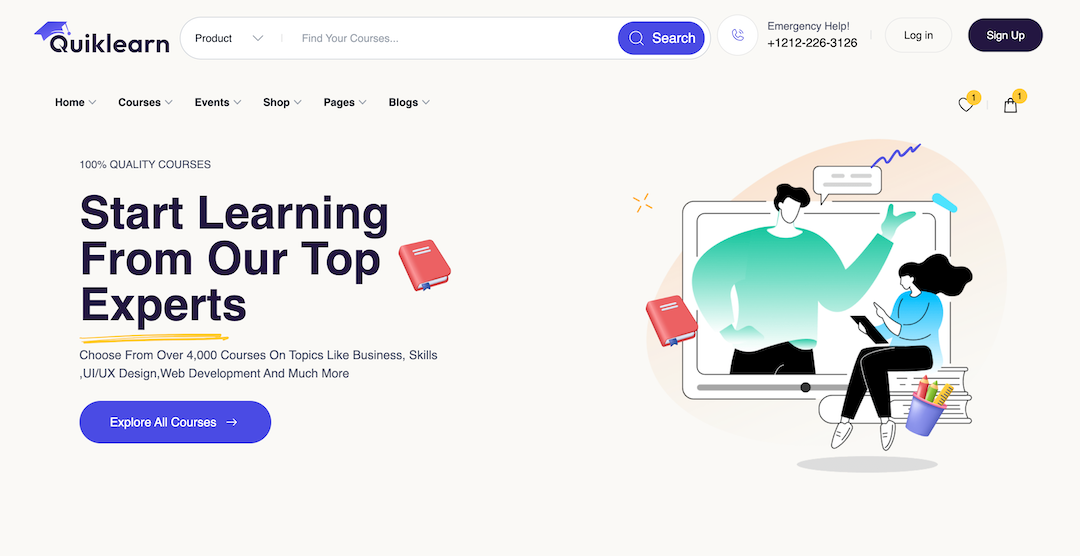 Quiklearn
Product
Find Your Courses...
Search
Emergency Help!
+1212-226-3126
Log in
Sign Up
Home
Courses
Events
Shop
Pages
Blogs
1
1
100% QUALITY COURSES
Start Learning
From Our Top
Experts
Choose From Over 4,000 Courses On Topics Like Business, Skills
,UI/UX Design,Web Development And Much More
Explore All Courses